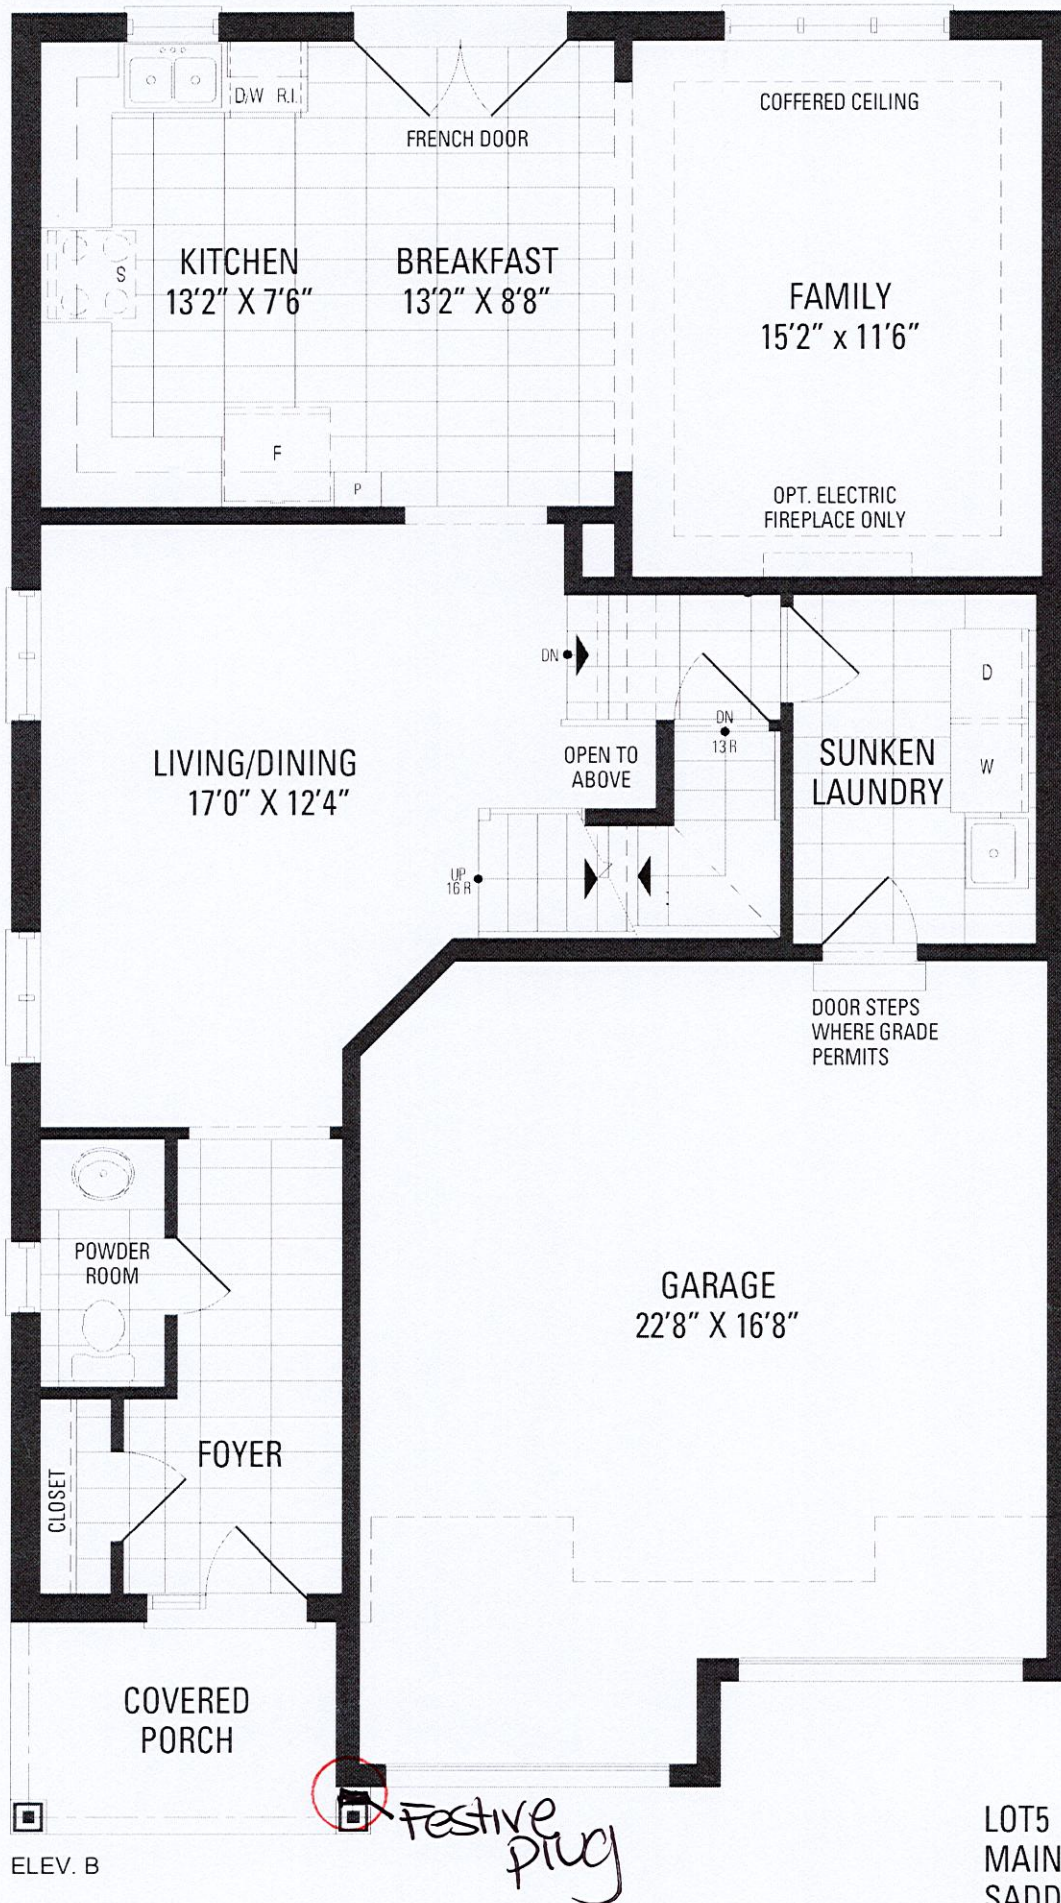 COFFERED CEILING
D/W R.I.
FRENCH DOOR
KITCHEN
13'2" X 7'6"
BREAKFAST
13'2" X 8'8"
FAMILY
15'2" x 11'6"
S
F
P
OPT. ELECTRIC
FIREPLACE ONLY
DN
D
DN
13 R
LIVING/DINING
17'0" X 12'4"
OPEN TO
ABOVE
SUNKEN
LAUNDRY
W
UP
16 R
DOOR STEPS
WHERE GRADE
PERMITS
POWDER
ROOM
GARAGE
22'8" X 16'8"
FOYER
CLOSET
COVERED
PORCH
Festive
plug
ELEV. B
LOT5
MAIN